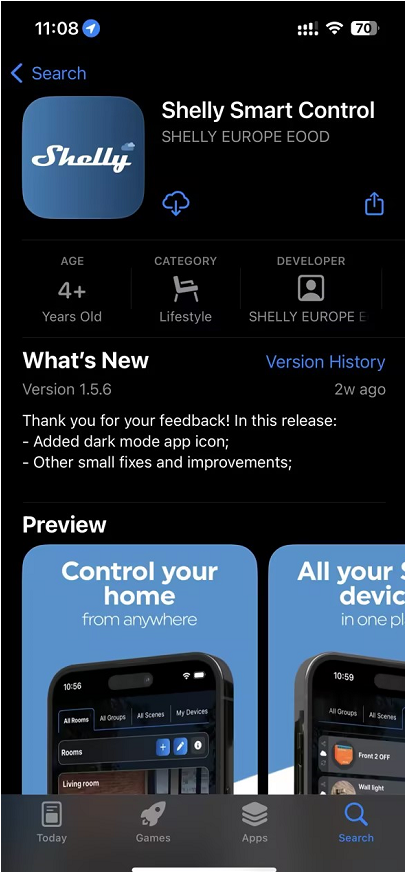 11:08
70
Search
Shelly
Shelly Smart Control
SHELLY EUROPE EOOD
AGE
4+
Years Old
CATEGORY
Lifestyle
DEVELOPER
SHELLY EUROPE E
What's New
Version History
Version 1.5.6
2w ago
Thank you for your feedback! In this release:
- Added dark mode app icon;
- Other small fixes and improvements;
Preview
Control your
home
from anywhere
10:56
All Rooms All Groups All Scenes My Devices
Rooms
Living room
All your S
devic
in one pl
10:59
All Groups All Scenes
Front 2 OFF
Wall light
Today
Games
Apps
Search